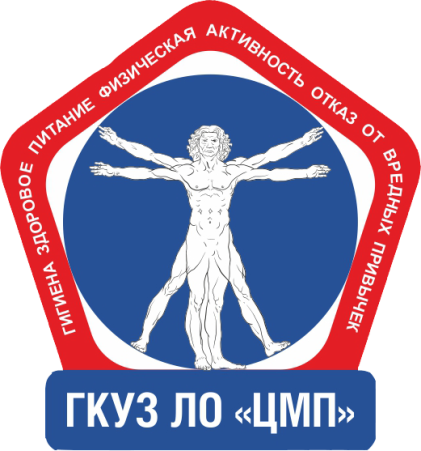 ГИГИЕНА ЗДОРОВОЕ ПИТАНИЕ ФИЗИЧЕСКАЯ АКТИВНОСТЬ ОТКАЗ ОТ ВРЕДНЫХ ПРИВЫЧЕК
ГКУЗ ЛО «ЦМП»